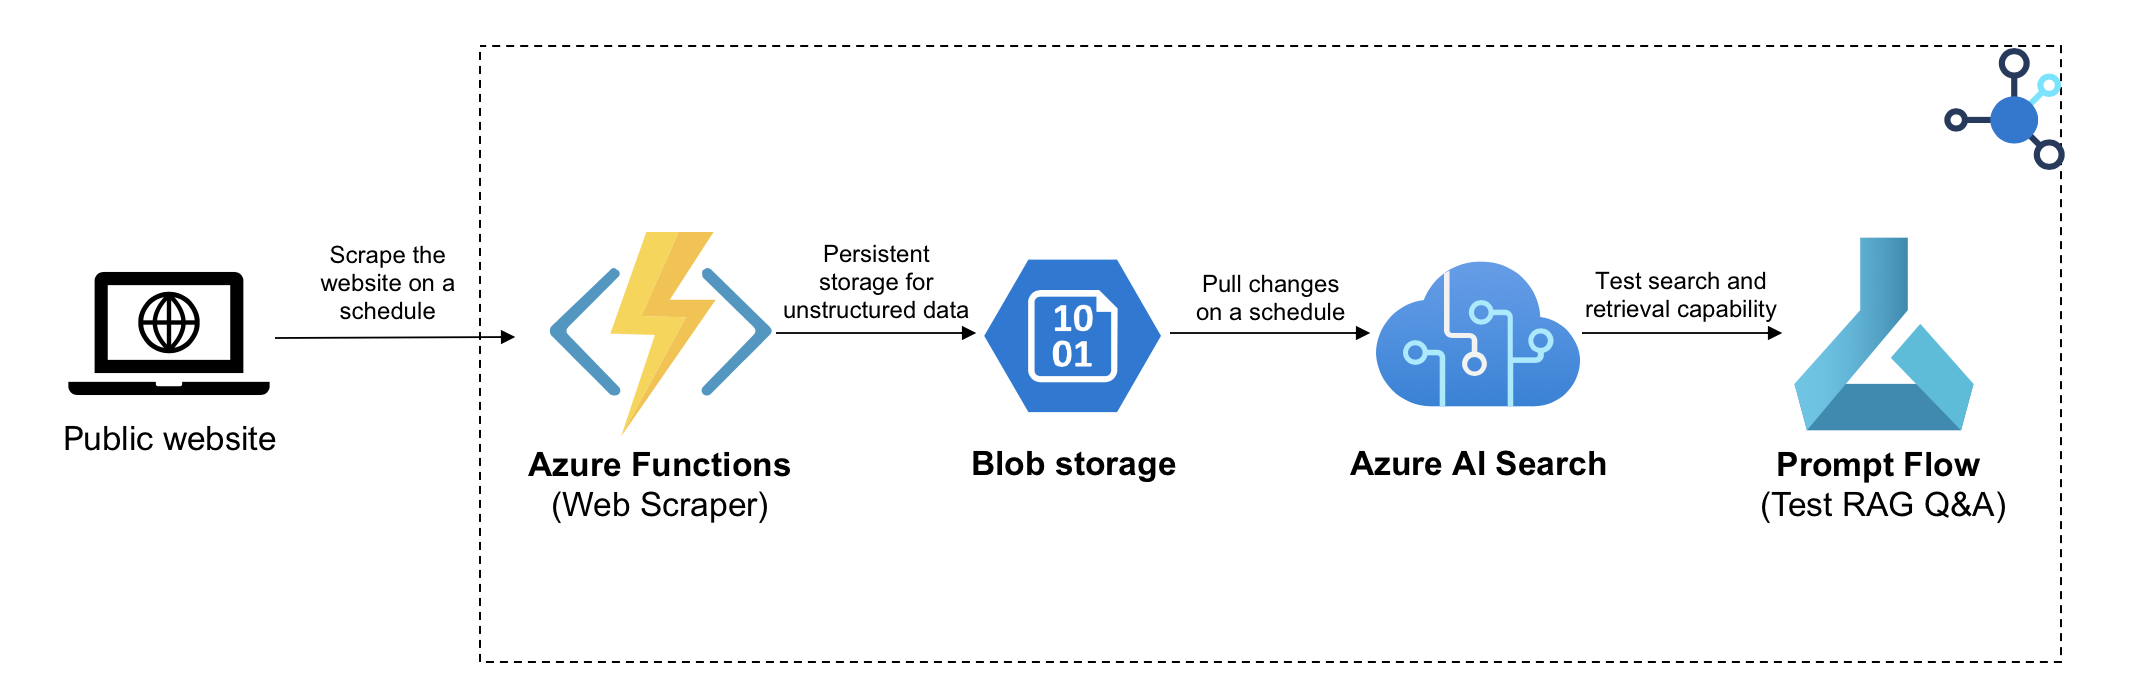 Scrape the
website on a
schedule
Public website
Persistent
storage for
unstructured data
Azure Functions
(Web Scraper)
10
01
Blob storage
Pull changes
on a schedule
Azure AI Search
Test search and
retrieval capability
Prompt Flow
(Test RAG Q&A)